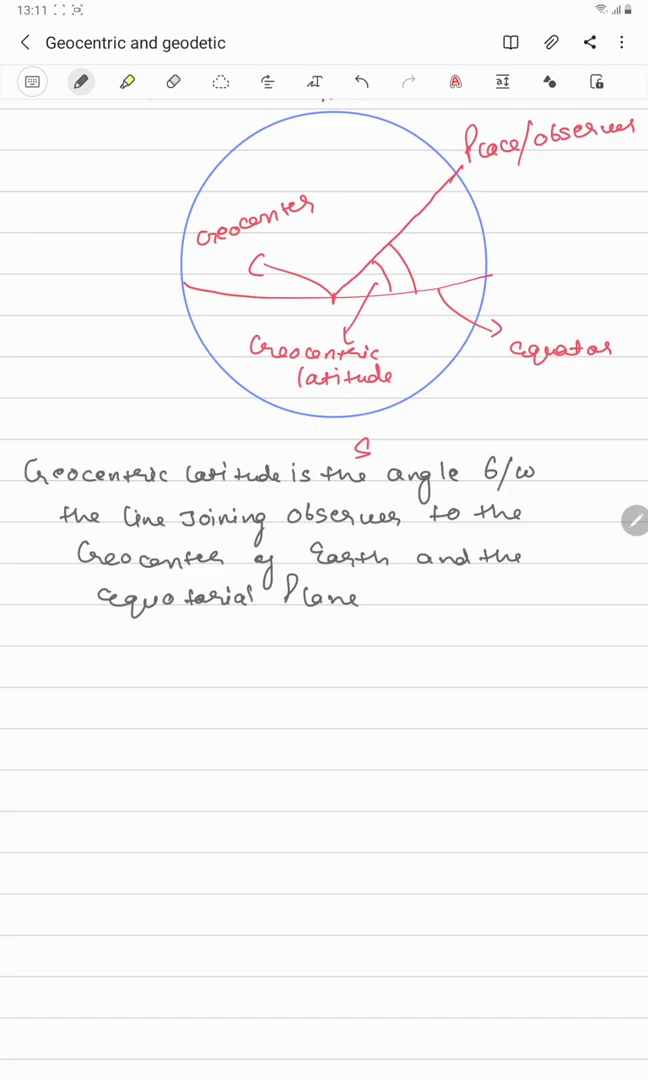 13:11
Geocentric and geodetic
Place/observer
Geocenter
C
Geocentric
latitude
equator
S
Geocentric latitude is the angle b/w
the line Joining observer to the
Geocenter of Earth and the
equatorial Plane